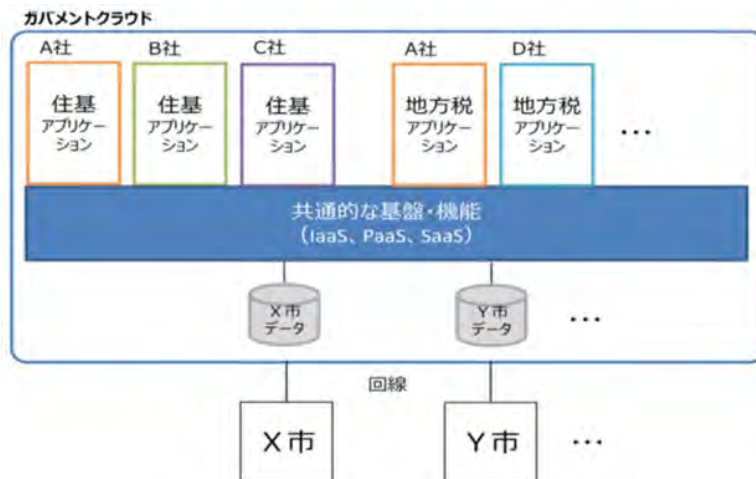 ガバメントクラウド
A社
B社
C社
A社
D社
住基
アプリケー
ション
住基
アプリケー
ション
住基
アプリケー
ション
地方税
アプリケー
ション
地方税
アプリケー
ション
…
共通的な基盤・機能
（IaaS、PaaS、SaaS）
X市
データ
Y市
データ
…
回線
X市
Y市
…